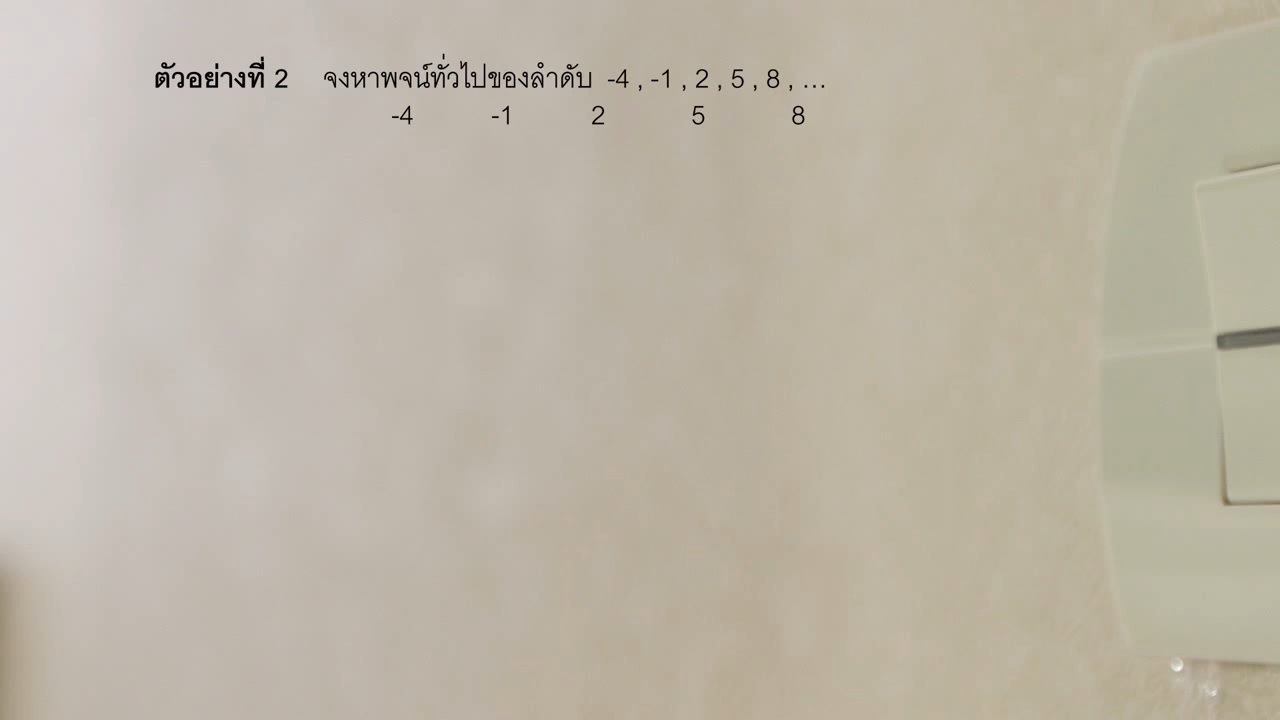 ตัวอย่างที่ 2 จงหาพจน์ทั่วไปของลำดับ -4 , -1 , 2 , 5 , 8 , ...
-4 -1 2 5 8